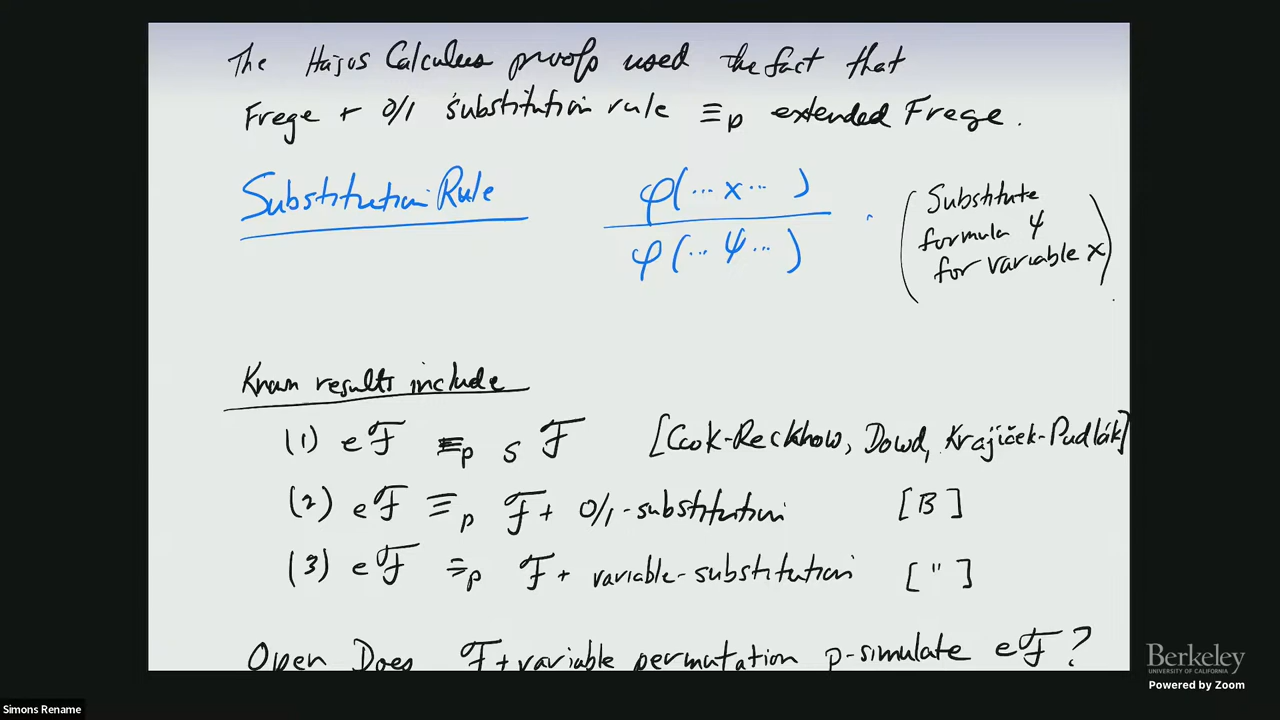 The Hajos Calculus proofs used the fact that
Frege + 0/1 substitution rule ≡p extended Frege.
Substitution Rule
φ(... x ...)
φ(... ψ ...)
(Substitute
formula ψ
for variable x)
Known results include
(1) eF ≡p sF [Cook-Reckhow, Dowd, Krajíček-Pudlák]
(2) eF ≡p F + 0/1-substitution [B]
(3) eF ≡p F + variable-substitution ["]
Open Does F + variable permutation p-simulate eF?
Berkeley
UNIVERSITY OF CALIFORNIA
Powered by Zoom
Simons Rename